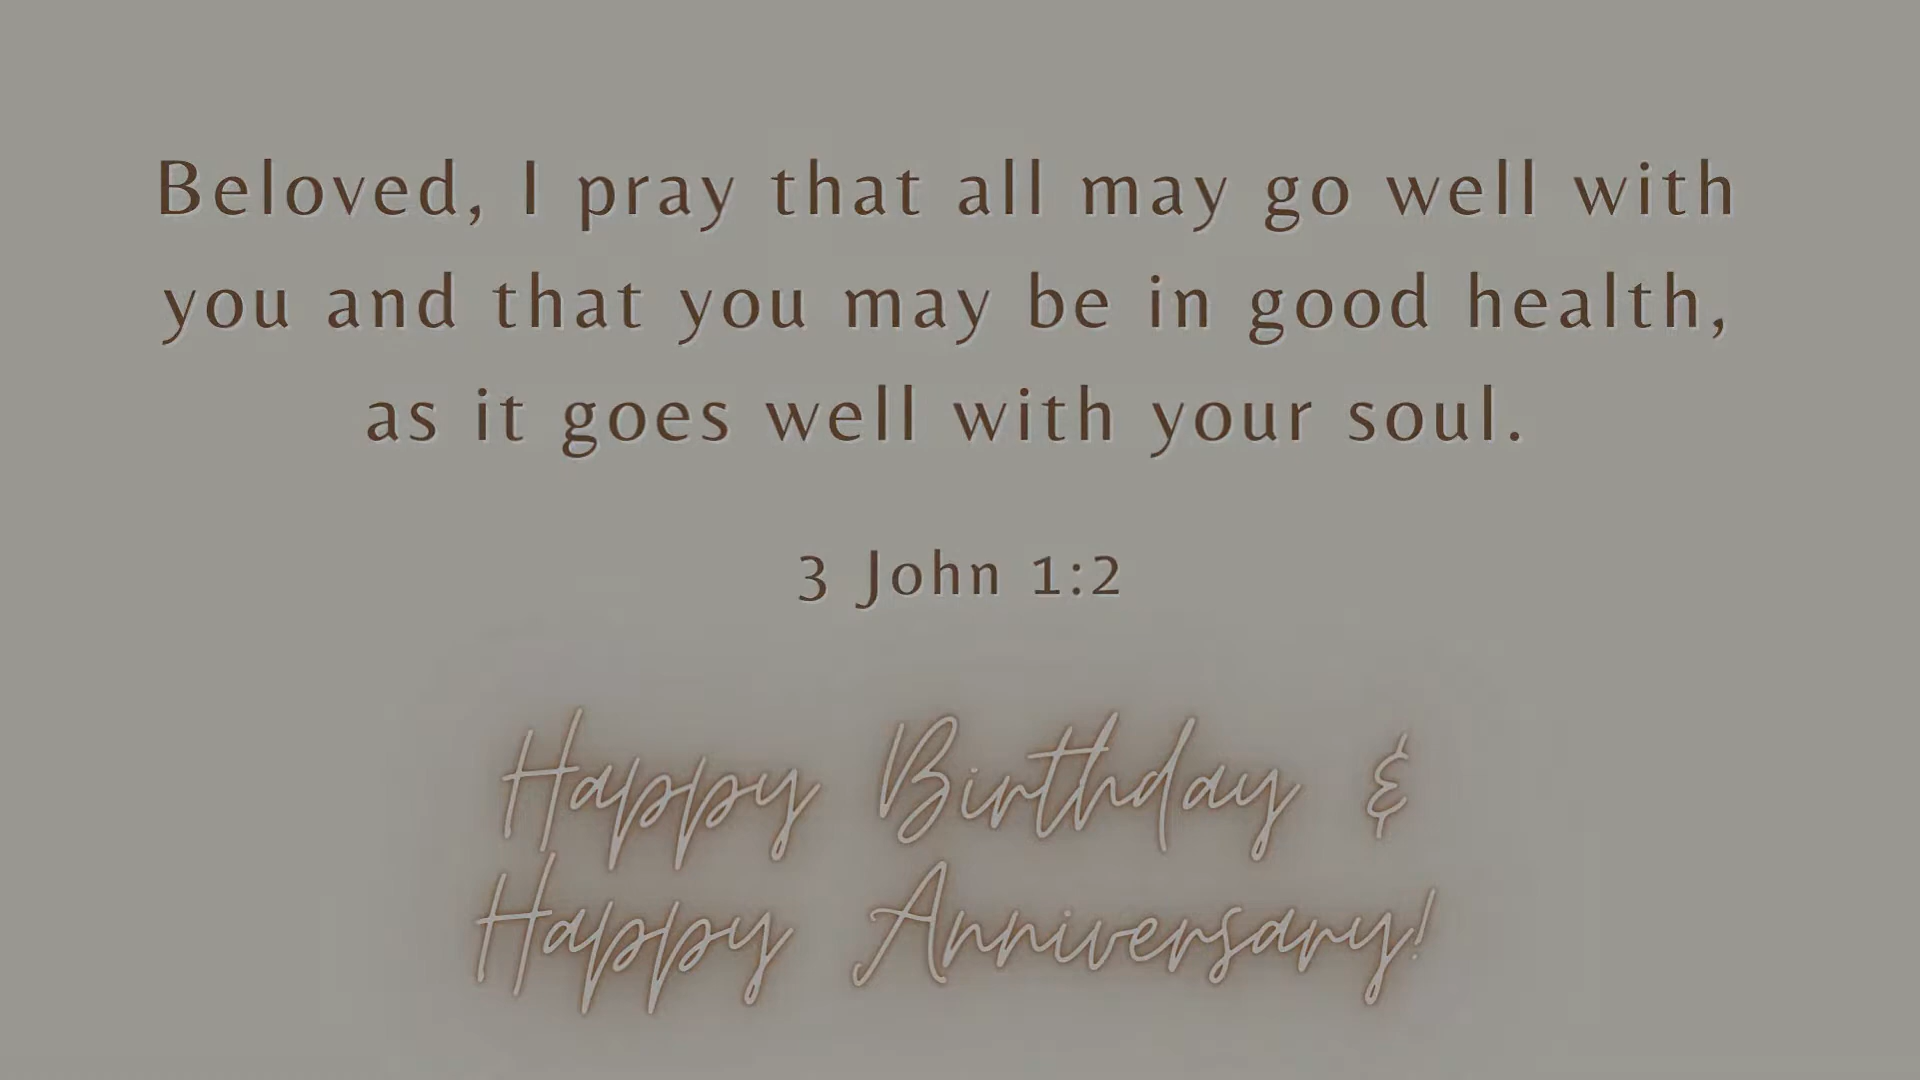 Beloved, I pray that all may go well with
you and that you may be in good health,
as it goes well with your soul.
3 John 1:2
Happy Birthday &
Happy Anniversary!